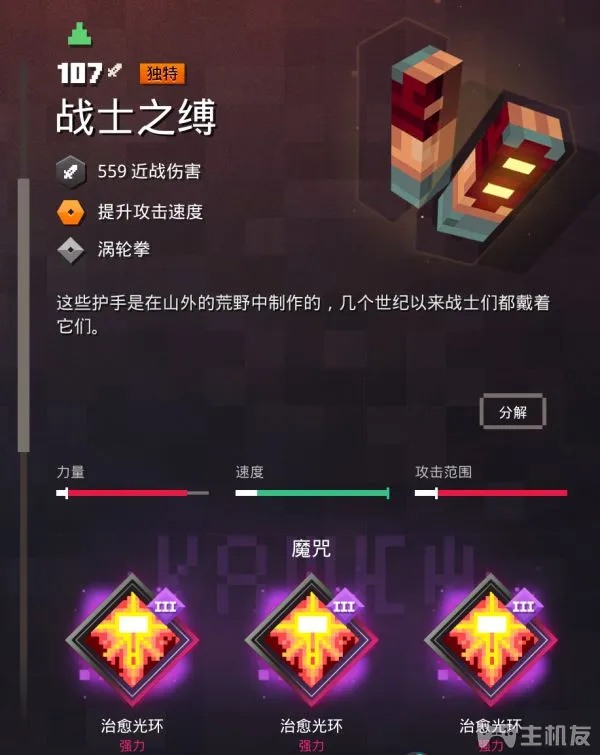 107
独特
战士之缚
559 近战伤害
提升攻击速度
涡轮拳
这些护手是在山外的荒野中制作的，几个世纪以来战士们都戴着
它们。
分解
力量 速度 攻击范围
魔咒
III III III
治愈光环 治愈光环 治愈光环
强力 强力 强力
主机友